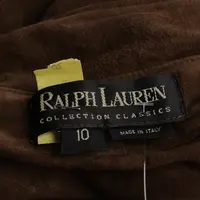 RALPH LAUREN
COLLECTION CLASSICS
10
MADE IN ITALY